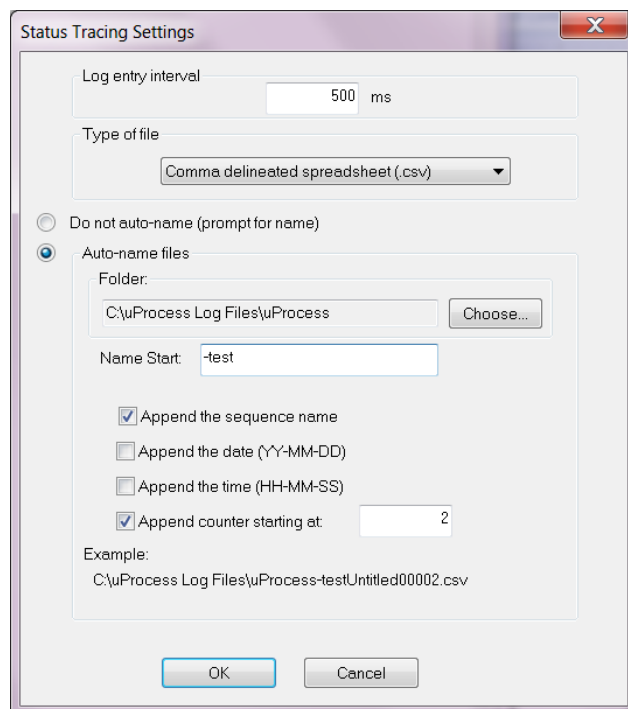 Status Tracing Settings
Log entry interval
500 ms
Type of file
Comma delineated spreadsheet (.csv)
Do not auto-name (prompt for name)
Auto-name files
Folder:
C:\uProcess Log Files\uProcess
Choose...
Name Start: -test
Append the sequence name
Append the date (YY-MM-DD)
Append the time (HH-MM-SS)
Append counter starting at: 2
Example:
C:\uProcess Log Files\uProcess-testUntitled00002.csv
OK Cancel